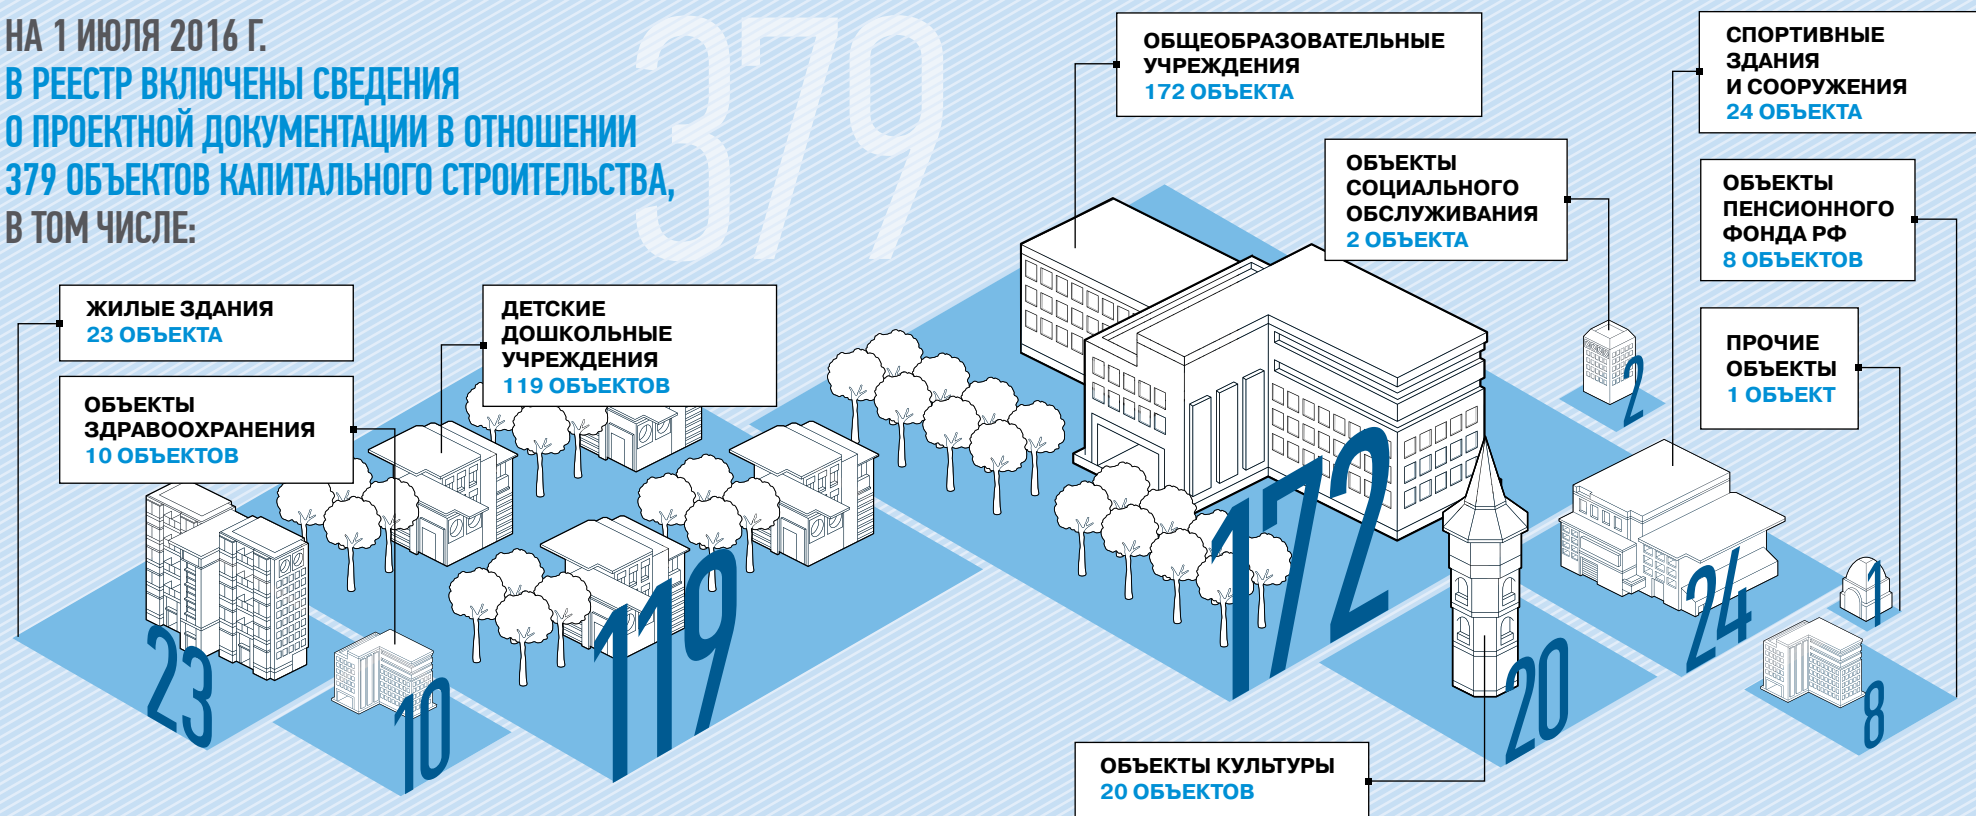 НА 1 ИЮЛЯ 2016 Г.
В РЕЕСТР ВКЛЮЧЕНЫ СВЕДЕНИЯ
О ПРОЕКТНОЙ ДОКУМЕНТАЦИИ В ОТНОШЕНИИ
379 ОБЪЕКТОВ КАПИТАЛЬНОГО СТРОИТЕЛЬСТВА,
В ТОМ ЧИСЛЕ:
379
ЖИЛЫЕ ЗДАНИЯ
23 ОБЪЕКТА
ОБЪЕКТЫ
ЗДРАВООХРАНЕНИЯ
10 ОБЪЕКТОВ
ДЕТСКИЕ
ДОШКОЛЬНЫЕ
УЧРЕЖДЕНИЯ
119 ОБЪЕКТОВ
ОБЩЕОБРАЗОВАТЕЛЬНЫЕ
УЧРЕЖДЕНИЯ
172 ОБЪЕКТА
ОБЪЕКТЫ
СОЦИАЛЬНОГО
ОБСЛУЖИВАНИЯ
2 ОБЪЕКТА
СПОРТИВНЫЕ
ЗДАНИЯ
И СООРУЖЕНИЯ
24 ОБЪЕКТА
ОБЪЕКТЫ
ПЕНСИОННОГО
ФОНДА РФ
8 ОБЪЕКТОВ
ПРОЧИЕ
ОБЪЕКТЫ
1 ОБЪЕКТ
ОБЪЕКТЫ КУЛЬТУРЫ
20 ОБЪЕКТОВ
23
10
119
172
20
2
24
1
8